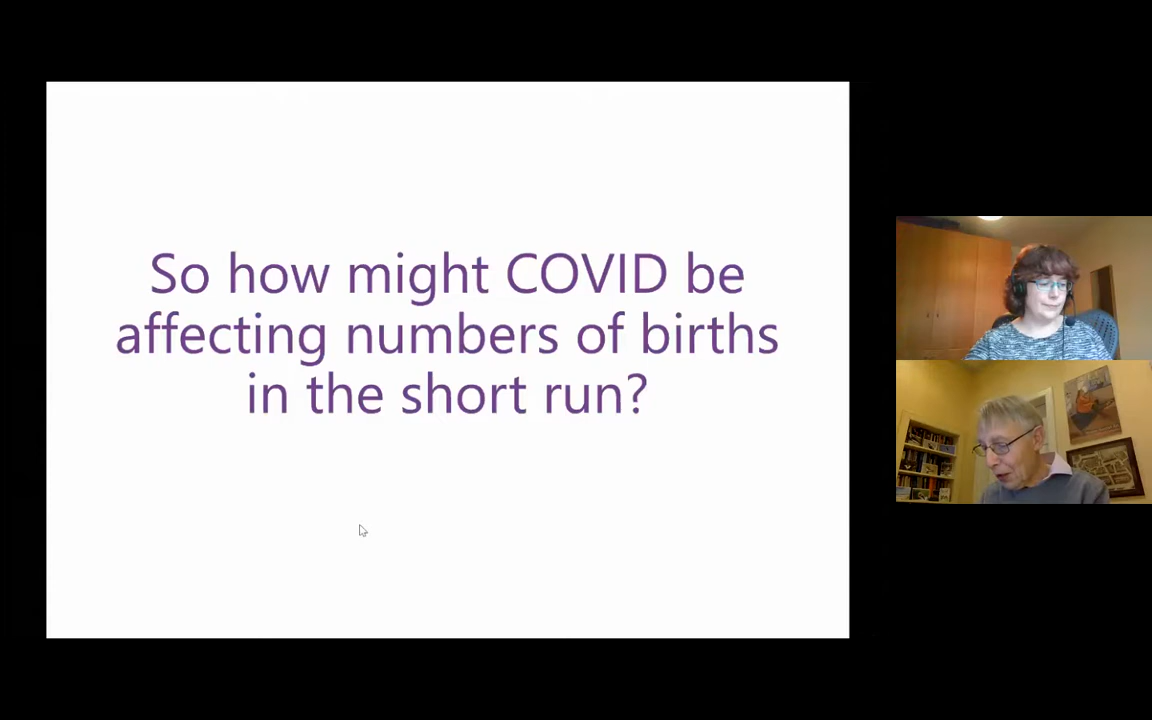 So how might COVID be
affecting numbers of births
in the short run?